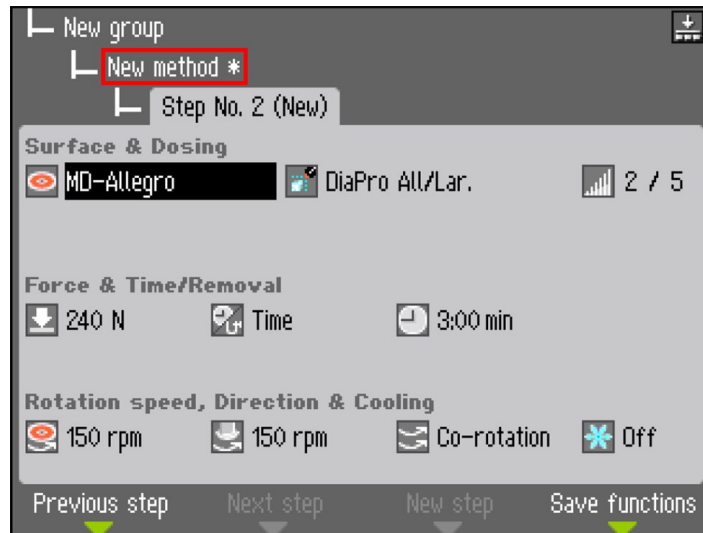 New group
New method *
Step No. 2 (New)
Surface & Dosing
MD-Allegro DiaPro All/Lar. 2 / 5
Force & Time/Removal
240 N Time 3:00 min
Rotation speed, Direction & Cooling
150 rpm 150 rpm Co-rotation Off
Previous step Next step New step Save functions